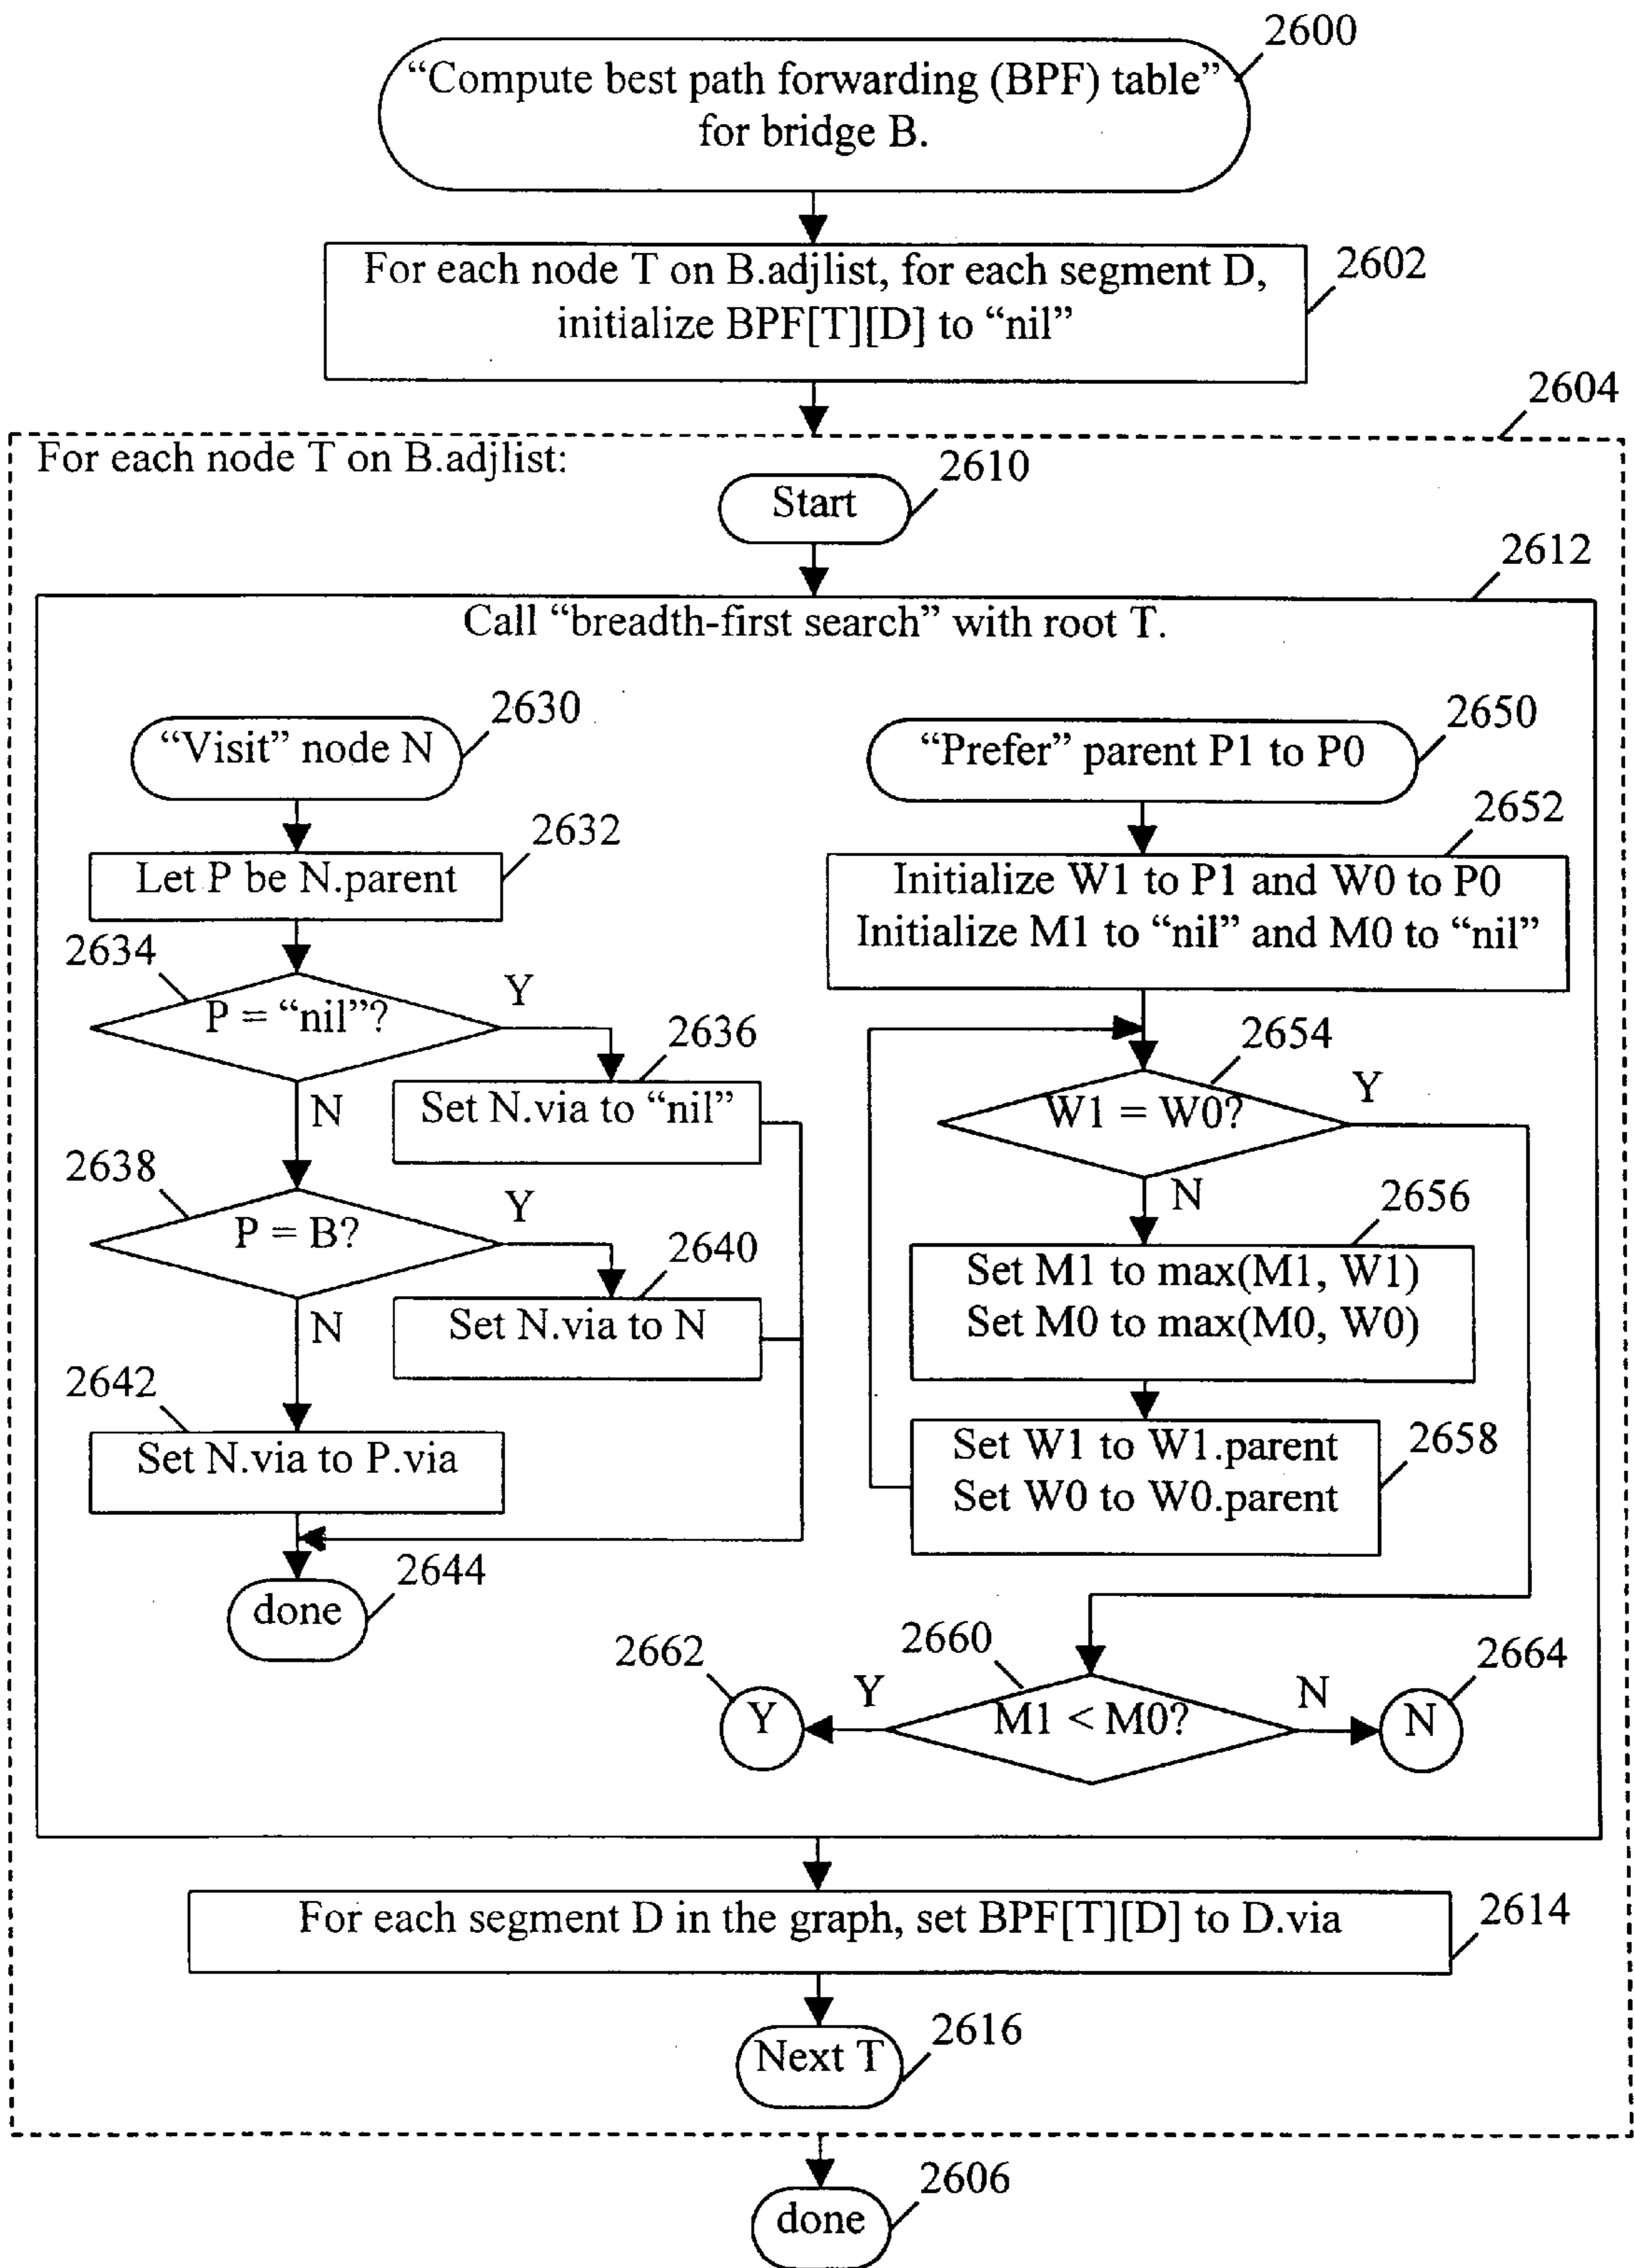 2600
“Compute best path forwarding (BPF) table”
for bridge B.
For each node T on B.adjlist, for each segment D,
initialize BPF[T][D] to “nil”
2602
2604
For each node T on B.adjlist:
2610
Start
2612
Call “breadth-first search” with root T.
2630
“Visit” node N
2632
Let P be N.parent
2634
P = “nil”?
Y
2636
Set N.via to “nil”
N
2638
P = B?
Y
2640
Set N.via to N
N
2642
Set N.via to P.via
2644
done
2650
“Prefer” parent P1 to P0
2652
Initialize W1 to P1 and W0 to P0
Initialize M1 to “nil” and M0 to “nil”
2654
W1 = W0?
Y
N
2656
Set M1 to max(M1, W1)
Set M0 to max(M0, W0)
Set W1 to W1.parent
Set W0 to W0.parent
2658
2660
M1 < M0?
Y
2662
Y
N
2664
N
For each segment D in the graph, set BPF[T][D] to D.via
2614
Next T
2616
2606
done